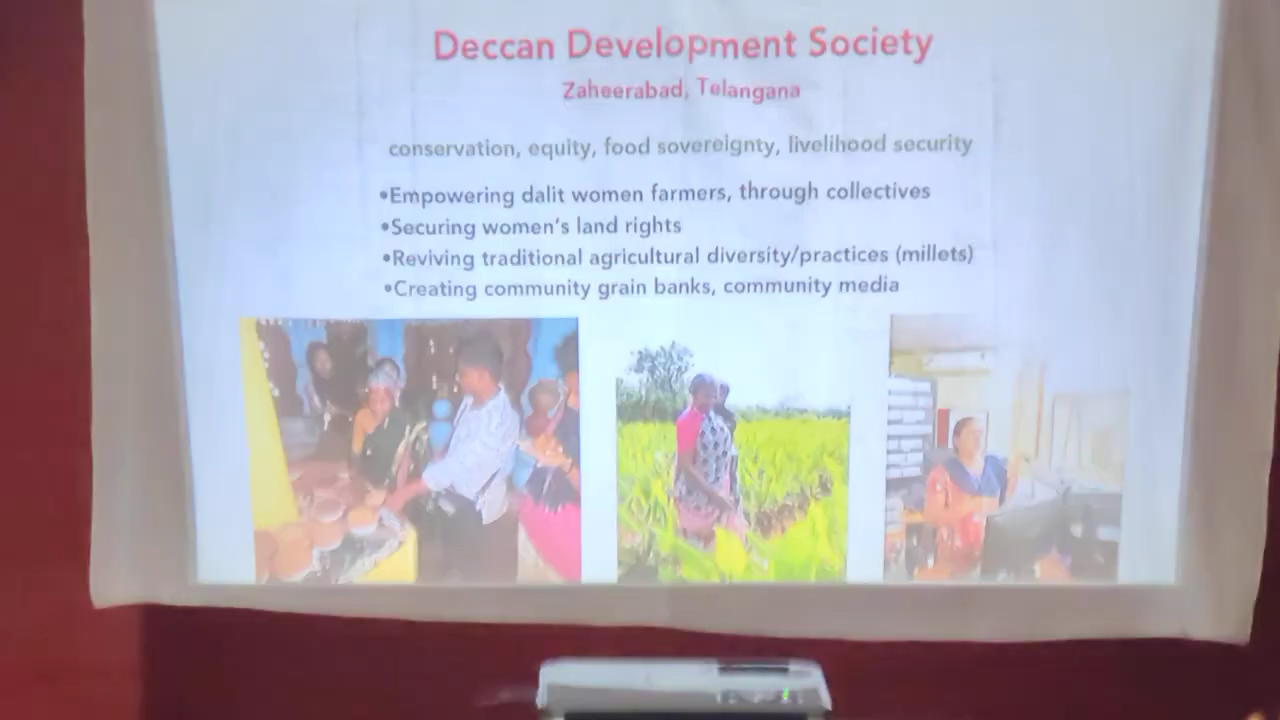 Deccan Development Society
Zaheerabad, Telangana
conservation, equity, food sovereignty, livelihood security
•Empowering dalit women farmers, through collectives
•Securing women's land rights
•Reviving traditional agricultural diversity/practices (millets)
•Creating community grain banks, community media